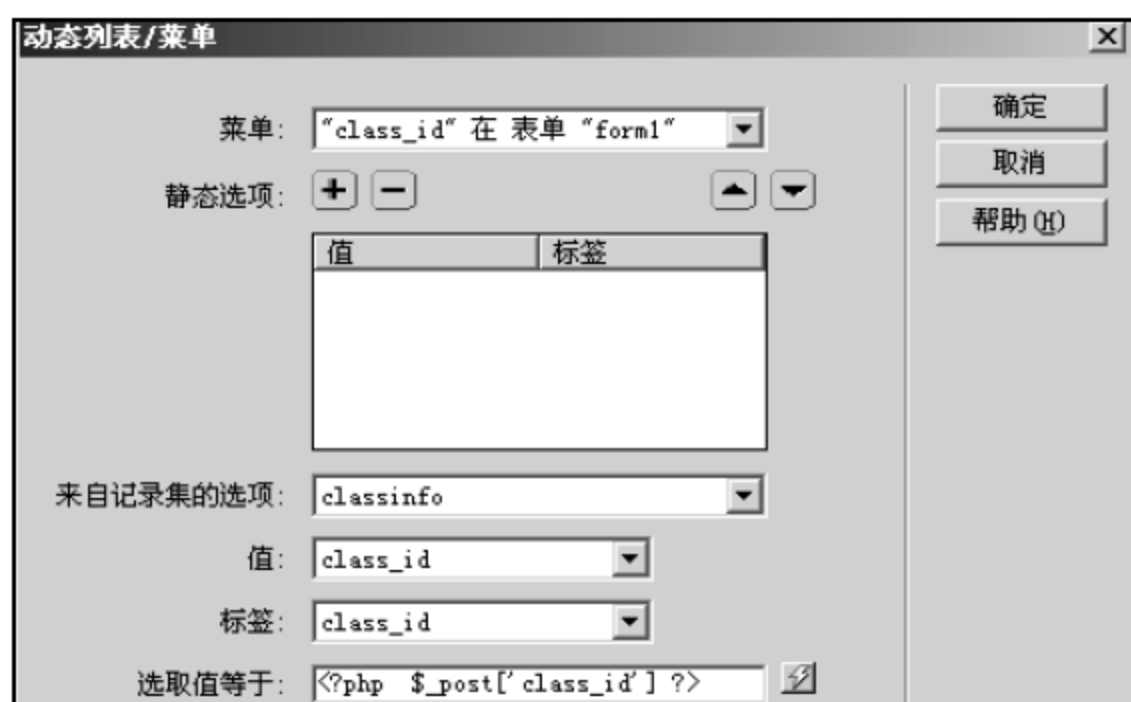 动态列表/菜单
菜单: "class_id" 在 表单 "form1"
确定
静态选项:
取消
帮助(H)
值 标签
来自记录集的选项: classinfo
值: class_id
标签: class_id
选取值等于: <?php $_post['class_id'] ?>